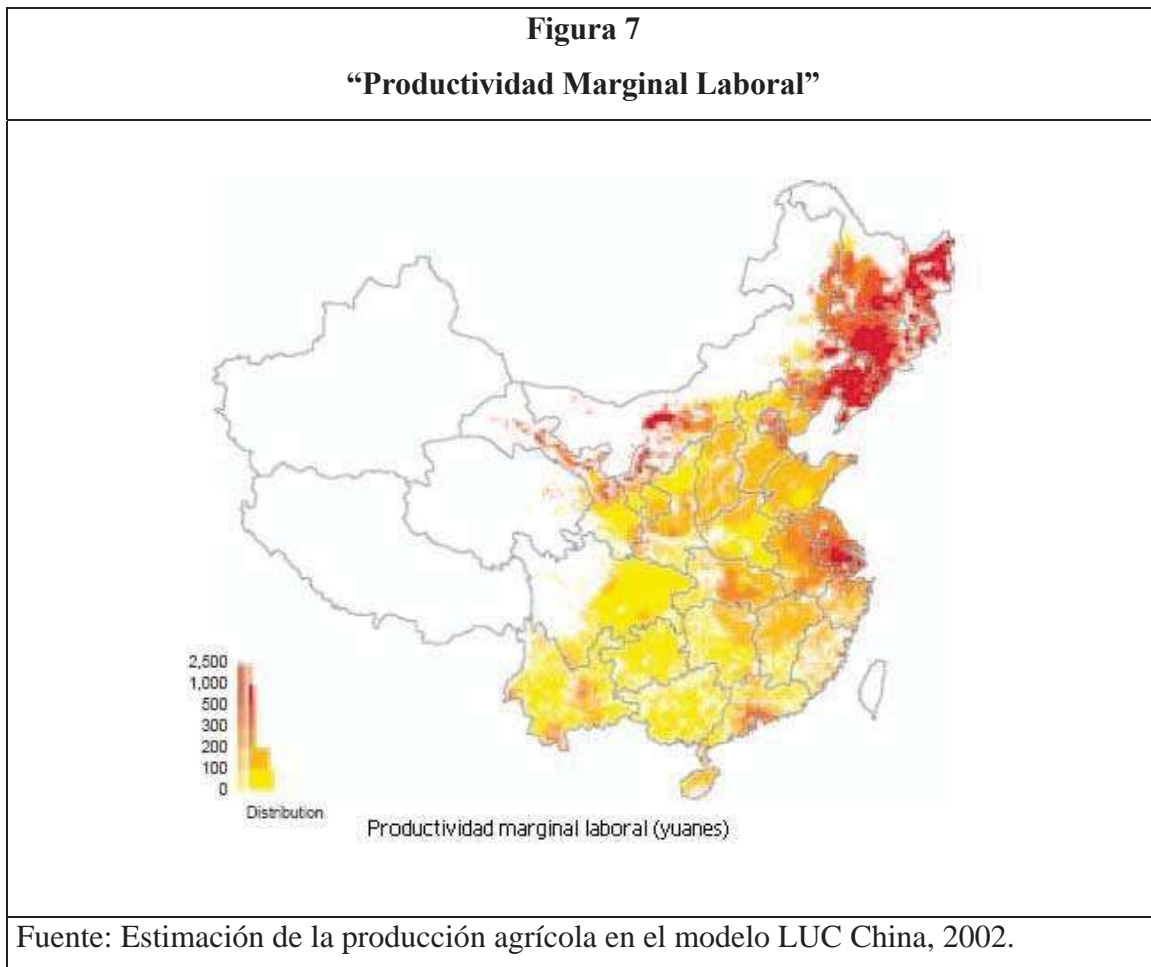 Figura 7
“Productividad Marginal Laboral”
2,500
1,000
500
300
200
100
0
Distribution
Productividad marginal laboral (yuanes)
Fuente: Estimación de la producción agrícola en el modelo LUC China, 2002.